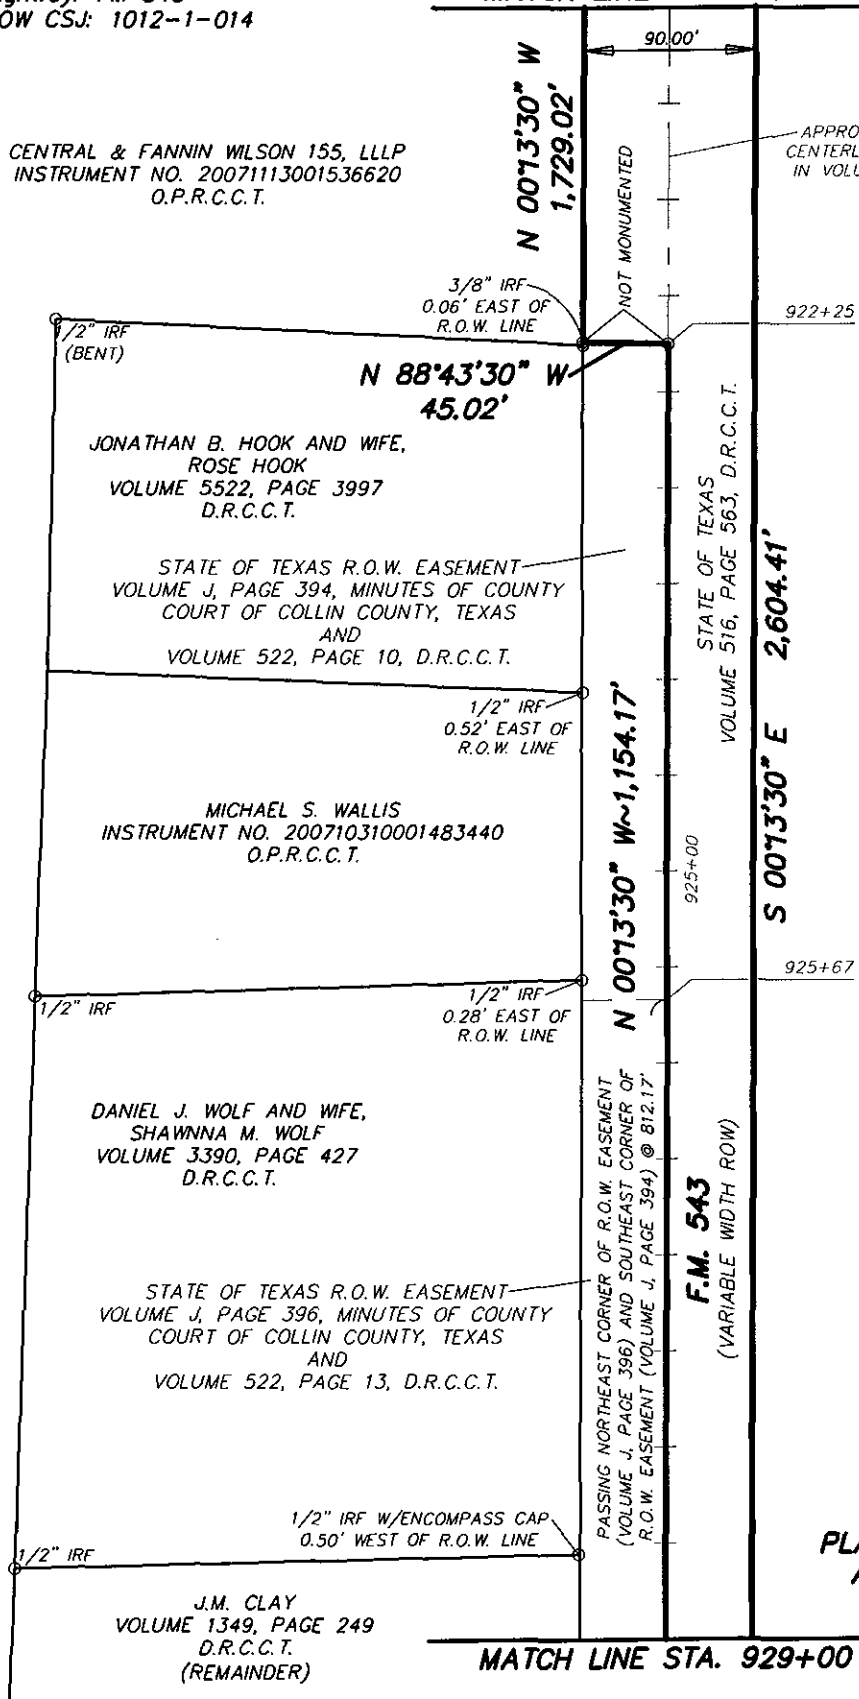 OW CSJ: 1012-1-014
90.00'
N 00°13'30" W
1,729.02'
CENTRAL & FANNIN WILSON 155, LLLP
INSTRUMENT NO. 20071113001536620
O.P.R.C.C.T.
NOT MONUMENTED
3/8" IRF
0.06' EAST OF
R.O.W. LINE
922+25
1/2" IRF
(BENT)
N 88°43'30" W
45.02'
JONATHAN B. HOOK AND WIFE,
ROSE HOOK
VOLUME 5522, PAGE 3997
D.R.C.C.T.
STATE OF TEXAS
VOLUME 516, PAGE 563, D.R.C.C.T.
S 00°13'30" E 2,604.41'
STATE OF TEXAS R.O.W. EASEMENT
VOLUME J, PAGE 394, MINUTES OF COUNTY
COURT OF COLLIN COUNTY, TEXAS
AND
VOLUME 522, PAGE 10, D.R.C.C.T.
1/2" IRF
0.52' EAST OF
R.O.W. LINE
N 00°13'30" W~1,154.17'
MICHAEL S. WALLIS
INSTRUMENT NO. 200710310001483440
O.P.R.C.C.T.
925+00
925+67
1/2" IRF
1/2" IRF
0.28' EAST OF
R.O.W. LINE
DANIEL J. WOLF AND WIFE,
SHAWNNA M. WOLF
VOLUME 3390, PAGE 427
D.R.C.C.T.
PASSING NORTHEAST CORNER OF R.O.W. EASEMENT
(VOLUME J, PAGE 396) AND SOUTHEAST CORNER OF
R.O.W. EASEMENT (VOLUME J, PAGE 394) @ 812.17'
F.M. 543
(VARIABLE WIDTH ROW)
STATE OF TEXAS R.O.W. EASEMENT
VOLUME J, PAGE 396, MINUTES OF COUNTY
COURT OF COLLIN COUNTY, TEXAS
AND
VOLUME 522, PAGE 13, D.R.C.C.T.
1/2" IRF W/ENCOMPASS CAP
0.50' WEST OF R.O.W. LINE
1/2" IRF
J.M. CLAY
VOLUME 1349, PAGE 249
D.R.C.C.T.
(REMAINDER)
MATCH LINE STA. 929+00